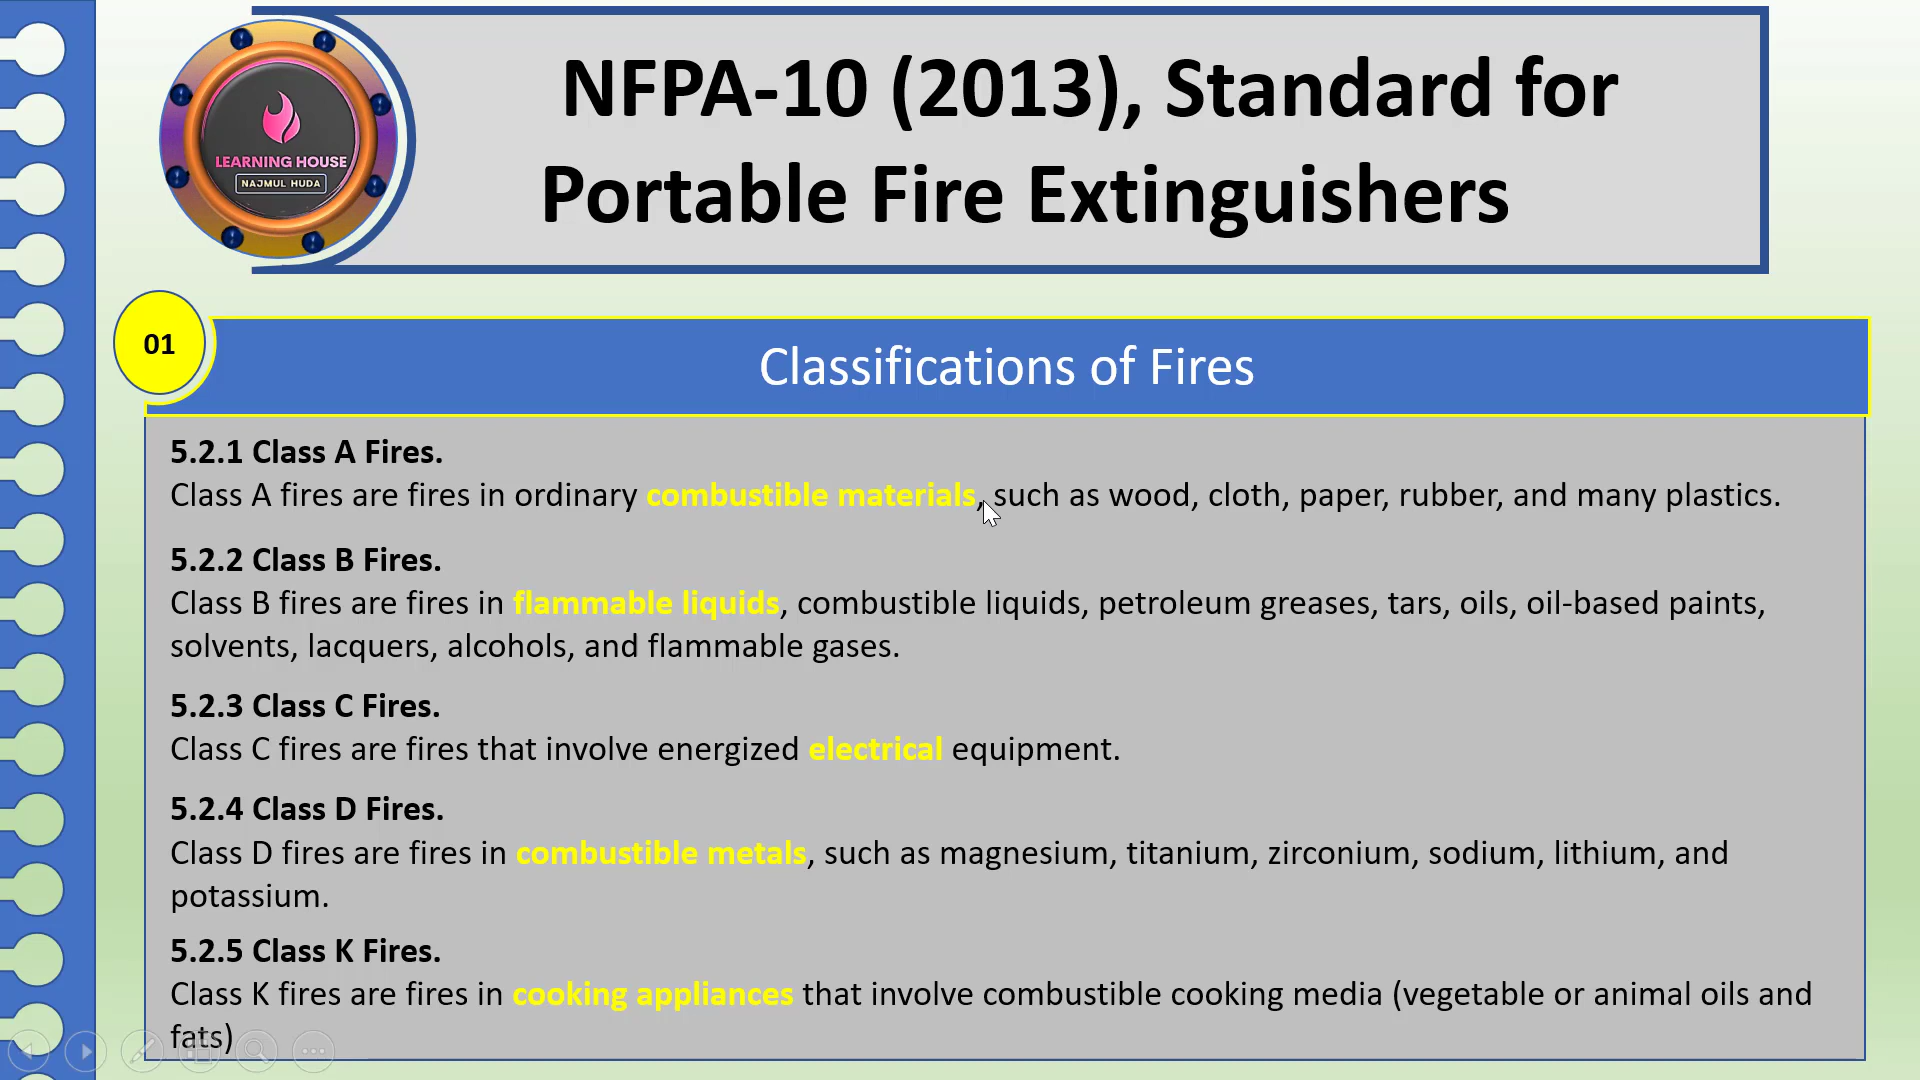 NFPA-10 (2013), Standard for
Portable Fire Extinguishers
LEARNING HOUSE
NAJMUL HUDA
01
Classifications of Fires
5.2.1 Class A Fires.
Class A fires are fires in ordinary combustible materials, such as wood, cloth, paper, rubber, and many plastics.
5.2.2 Class B Fires.
Class B fires are fires in flammable liquids, combustible liquids, petroleum greases, tars, oils, oil-based paints,
solvents, lacquers, alcohols, and flammable gases.
5.2.3 Class C Fires.
Class C fires are fires that involve energized electrical equipment.
5.2.4 Class D Fires.
Class D fires are fires in combustible metals, such as magnesium, titanium, zirconium, sodium, lithium, and
potassium.
5.2.5 Class K Fires.
Class K fires are fires in cooking appliances that involve combustible cooking media (vegetable or animal oils and
fats)